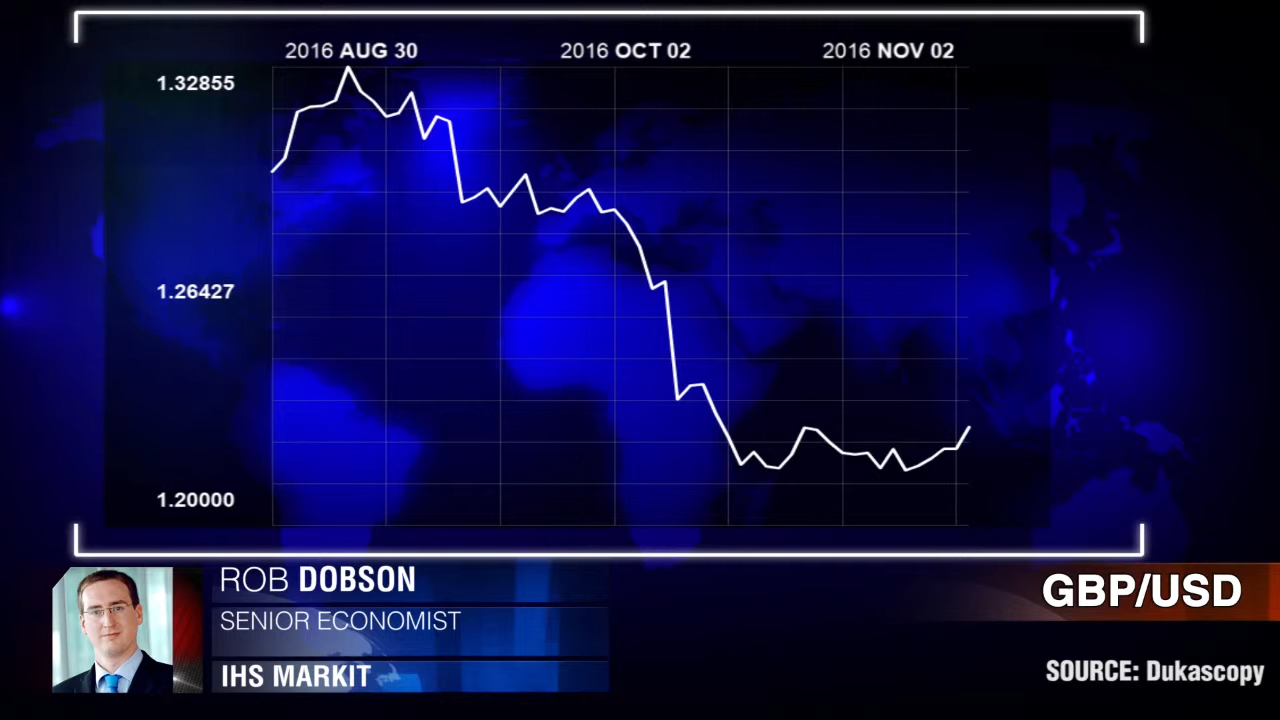 2016 AUG 30
2016 OCT 02
2016 NOV 02
1.32855
1.26427
1.20000
ROB DOBSON
SENIOR ECONOMIST
IHS MARKIT
GBP/USD
SOURCE: Dukascopy